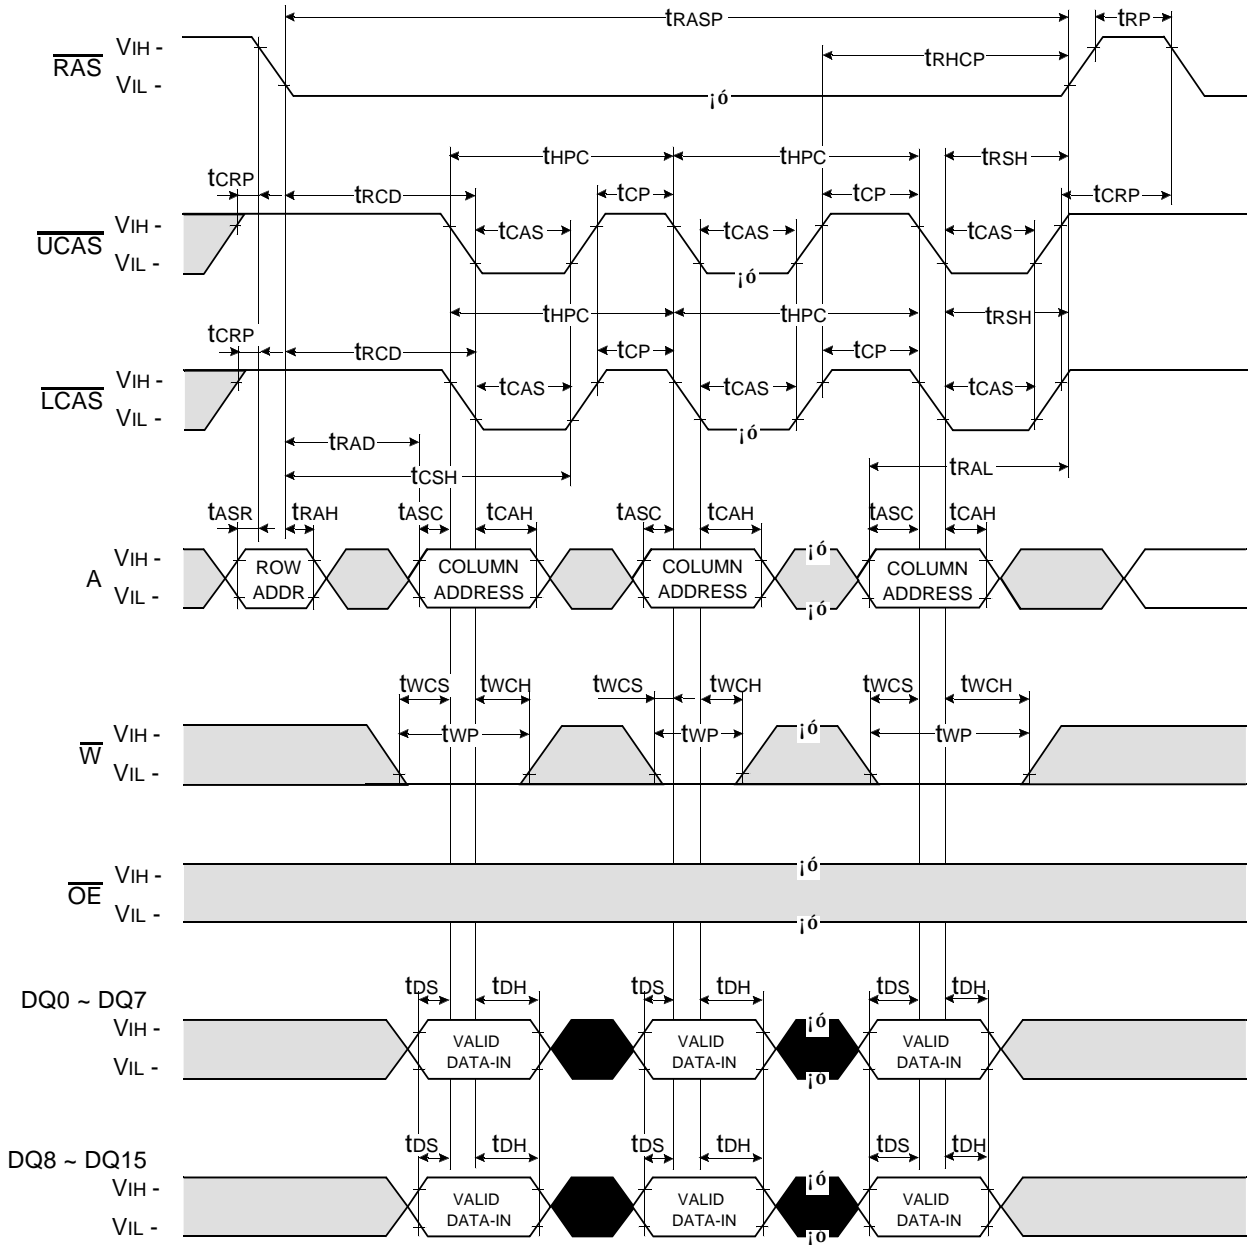 tRASP tRP
tRHCP
RAS VIH -
VIL -
¡ó
tHPC tHPC tRSH
tCRP tRCD tCP tCP tCRP
UCAS VIH -
VIL -
tCAS tCAS tCAS
¡ó
tHPC tHPC tRSH
tCRP tRCD tCP tCP
LCAS VIH -
VIL -
tCAS tCAS tCAS
¡ó
tRAD
tCSH tRAL
tASR tRAH tASC tCAH tASC tCAH tASC tCAH
A VIH -
VIL -
ROW ADDR
COLUMN ADDRESS
COLUMN ADDRESS
¡ó
¡ó
COLUMN ADDRESS
tWCS tWCH tWCS tWCH tWCS tWCH
tWP tWP tWP
W VIH -
VIL -
¡ó
OE VIH -
VIL -
¡ó
¡ó
tDS tDH tDS tDH tDS tDH
DQ0 ~ DQ7
VIH -
VIL -
VALID DATA-IN
VALID DATA-IN
¡ó
¡ó
VALID DATA-IN
tDS tDH tDS tDH tDS tDH
DQ8 ~ DQ15
VIH -
VIL -
VALID DATA-IN
VALID DATA-IN
¡ó
¡ó
VALID DATA-IN